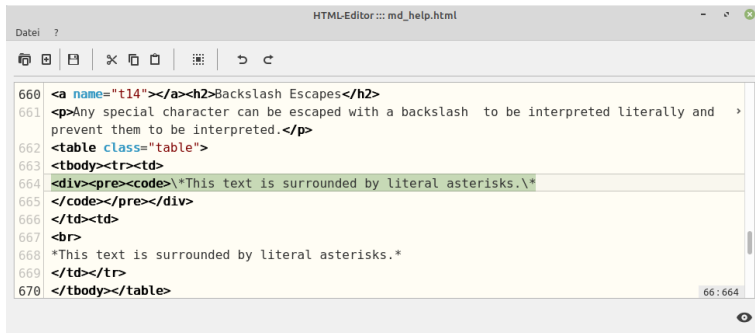 HTML-Editor ::: md_help.html
Datei ?
660 <a name="t14"></a><h2>Backslash Escapes</h2>
661 <p>Any special character can be escaped with a backslash  to be interpreted literally and
prevent them to be interpreted.</p>
662 <table class="table">
663 <tbody><tr><td>
664 <div><pre><code>\*This text is surrounded by literal asterisks.\*
665 </code></pre></div>
666 </td><td>
667 <br>
668 *This text is surrounded by literal asterisks.*
669 </td></tr>
670 </tbody></table>
66:664